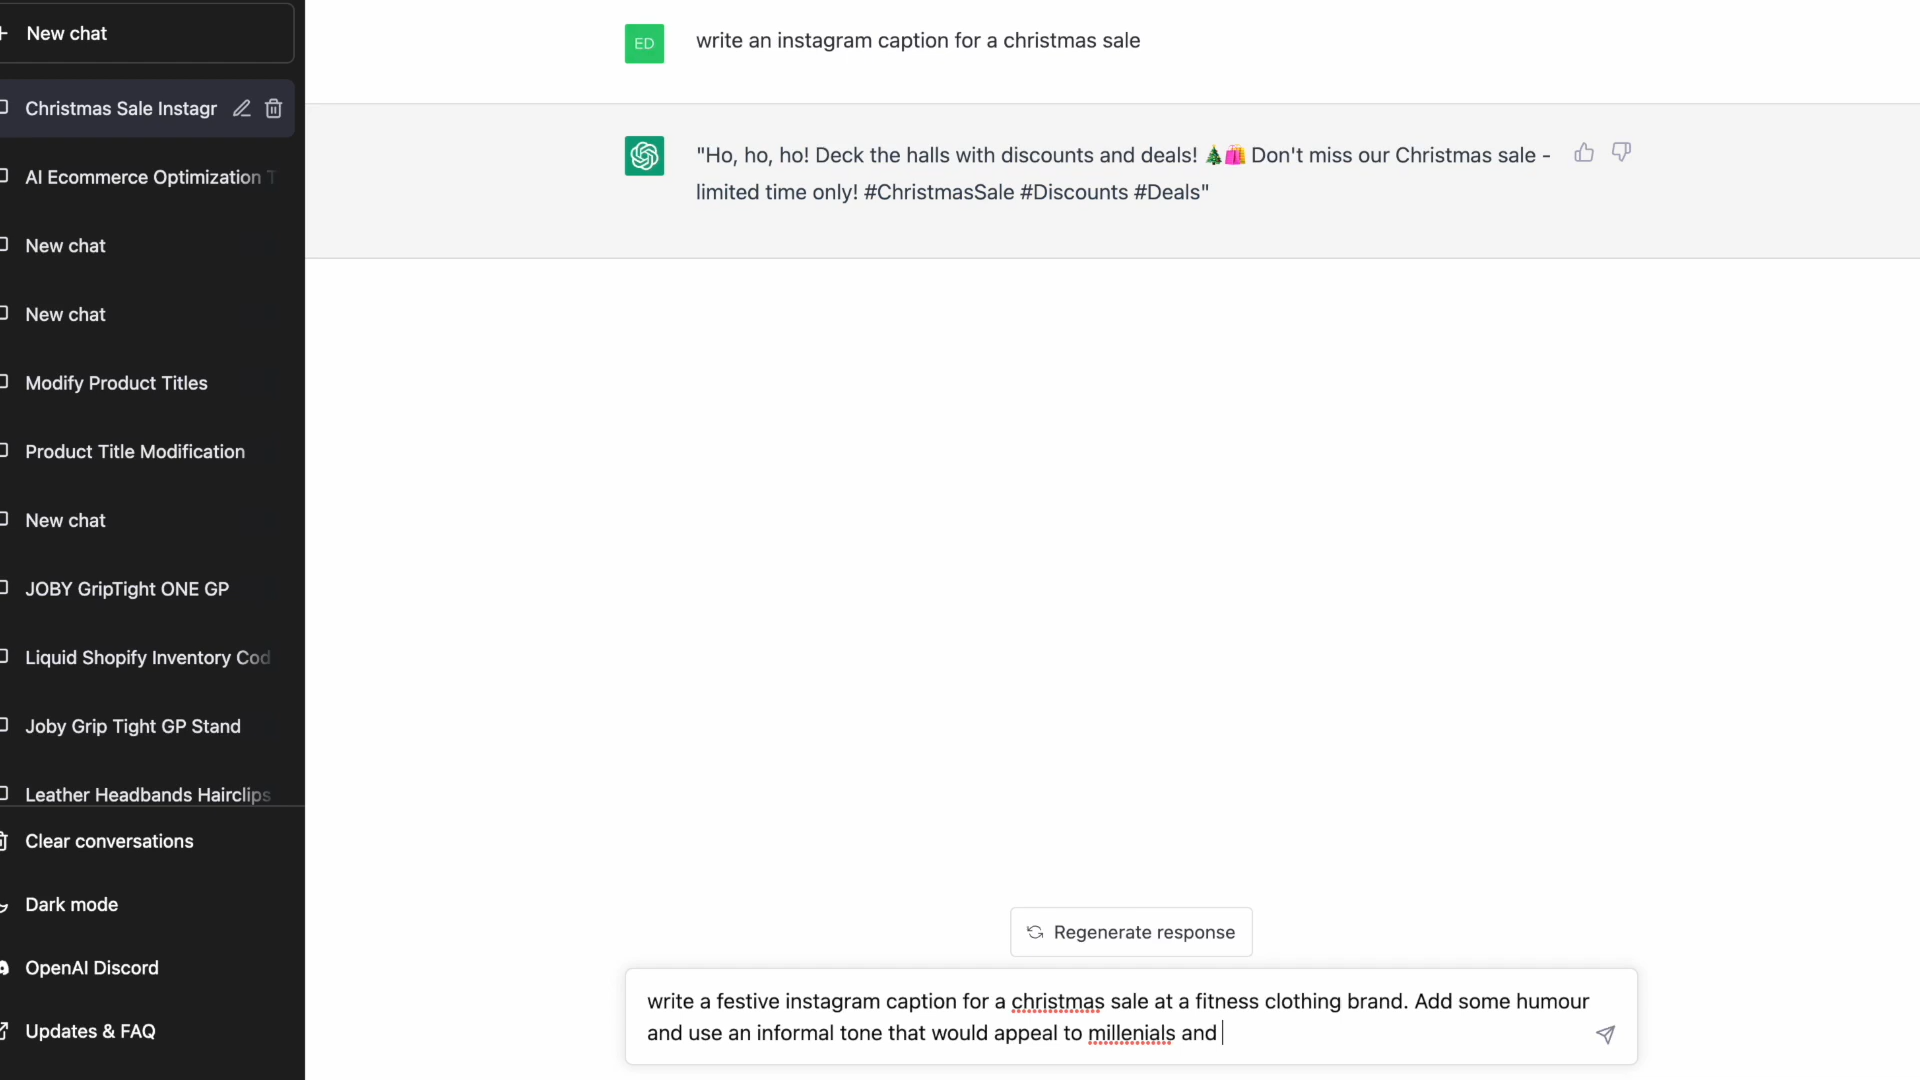 New chat
Christmas Sale Instagr
AI Ecommerce Optimization T
New chat
New chat
Modify Product Titles
Product Title Modification
New chat
JOBY GripTight ONE GP
Liquid Shopify Inventory Cod
Joby Grip Tight GP Stand
Leather Headbands Hairclips
Clear conversations
Dark mode
OpenAI Discord
Updates & FAQ
ED
write an instagram caption for a christmas sale
"Ho, ho, ho! Deck the halls with discounts and deals! 🎄🛍️ Don't miss our Christmas sale -
limited time only! #ChristmasSale #Discounts #Deals"
Regenerate response
write a festive instagram caption for a christmas sale at a fitness clothing brand. Add some humour
and use an informal tone that would appeal to millenials and